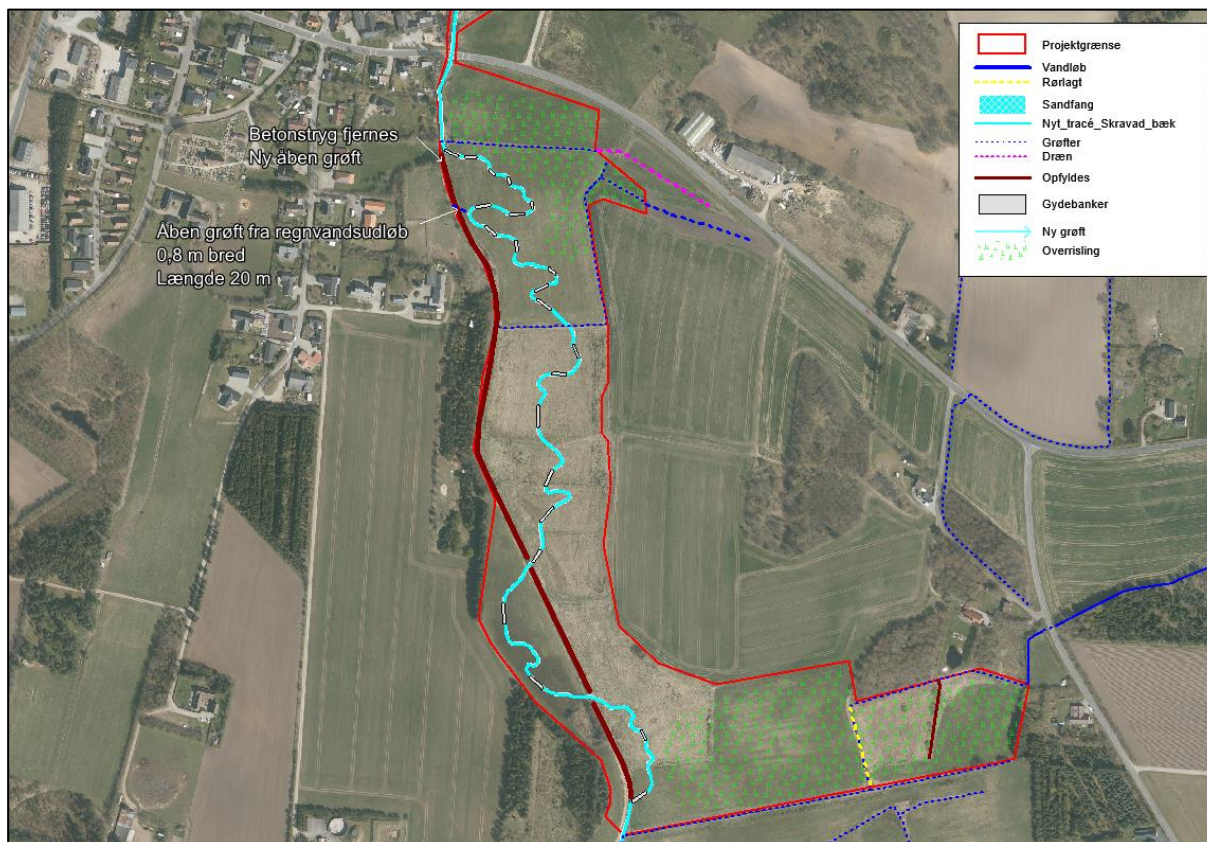 Betonstryg fjernes
Ny åben grøft
Åben grøft fra regnvandsudløb
0,8 m bred
Længde 20 m
Projektgrænse
Vandløb
Rørlagt
Sandfang
Nyt_tracé_Skravad_bæk
Grøfter
Dræn
Opfyldes
Gydebanker
Ny grøft
Overrisling